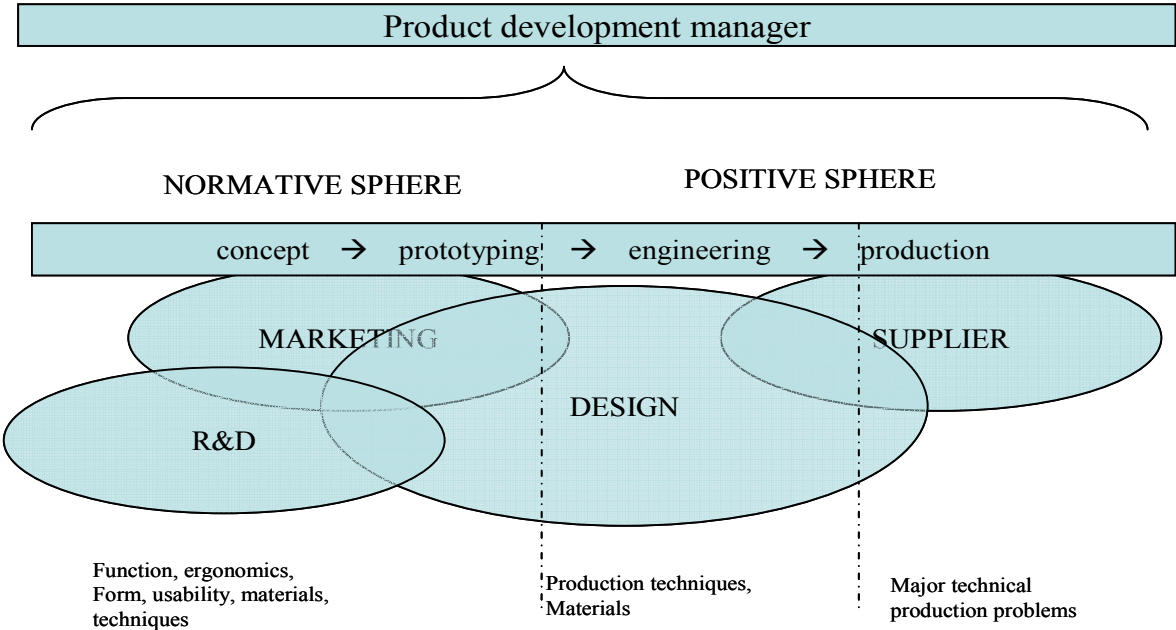 Product development manager
NORMATIVE SPHERE
POSITIVE SPHERE
concept → prototyping → engineering → production
MARKETING
SUPPLIER
DESIGN
R&D
Function, ergonomics,
Form, usability, materials,
techniques
Production techniques,
Materials
Major technical
production problems